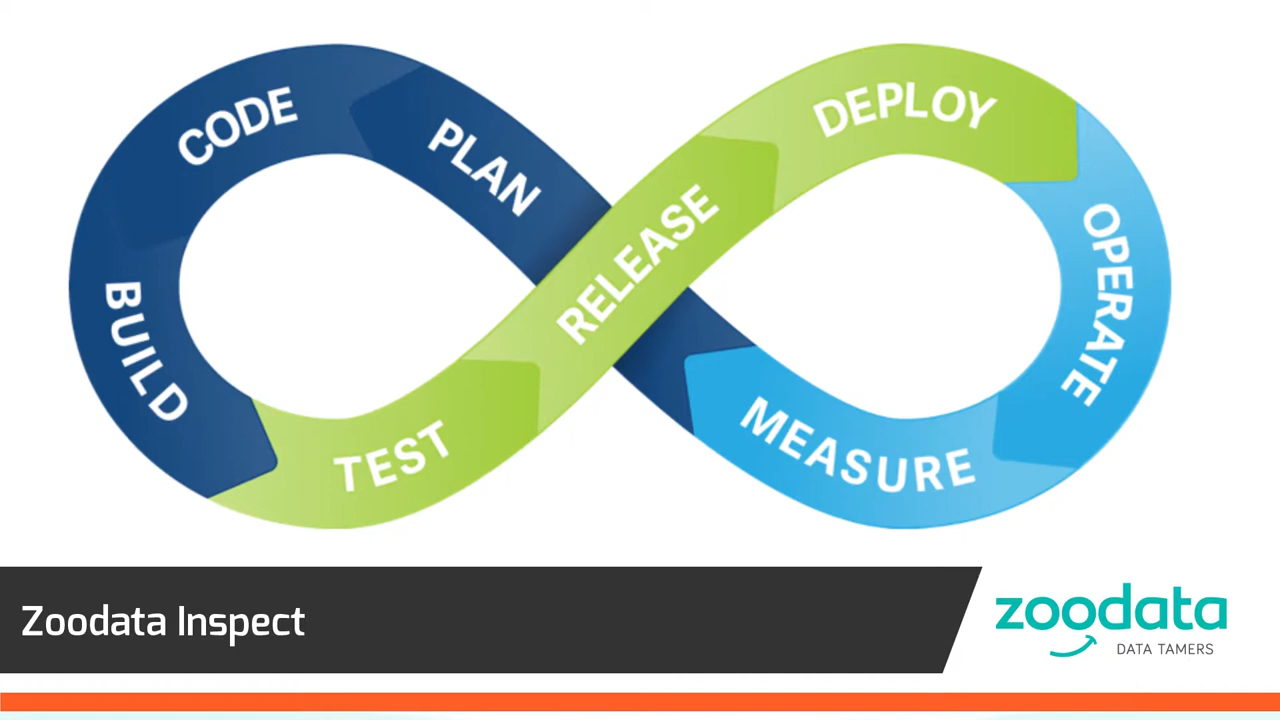 PLAN
CODE
BUILD
TEST
RELEASE
DEPLOY
OPERATE
MEASURE
Zoodata Inspect
zoodata
DATA TAMERS